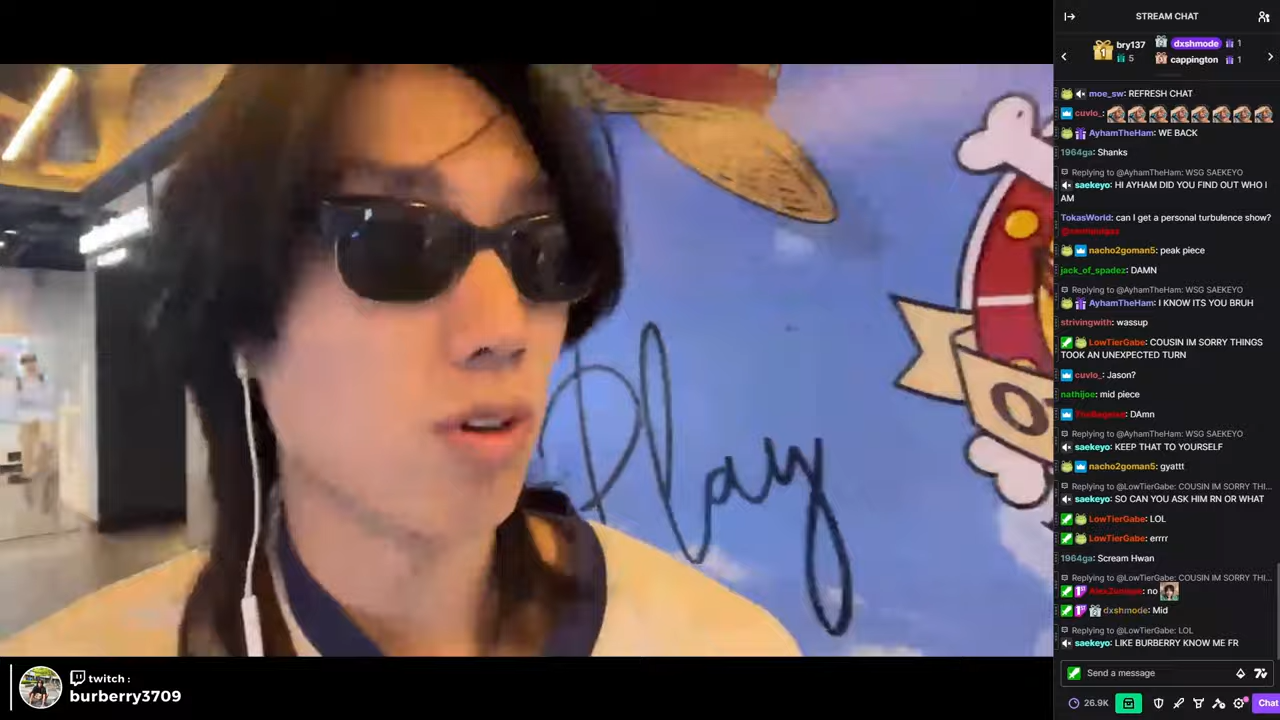 STREAM CHAT
bry137
5
dxshmode 1
cappington 1
moe_sw: REFRESH CHAT
cuvlo_:
AyhamTheHam: WE BACK
1964ga: Shanks
Replying to @AyhamTheHam: WSG SAEKEYO
saekeyo: HI AYHAM DID YOU FIND OUT WHO I
AM
TokasWorld: can I get a personal turbulence show?
nacho2goman5: peak piece
jack_of_spadez: DAMN
Replying to @AyhamTheHam: WSG SAEKEYO
AyhamTheHam: I KNOW ITS YOU BRUH
strivingwith: wassup
LowTierGabe: COUSIN IM SORRY THINGS
TOOK AN UNEXPECTED TURN
cuvlo_: Jason?
nathijoe: mid piece
DAmn
Replying to @AyhamTheHam: WSG SAEKEYO
saekeyo: KEEP THAT TO YOURSELF
nacho2goman5: gyattt
Replying to @LowTierGabe: COUSIN IM SORRY THI...
saekeyo: SO CAN YOU ASK HIM RN OR WHAT
LowTierGabe: LOL
LowTierGabe: errrr
1964ga: Scream Hwan
Replying to @LowTierGabe: COUSIN IM SORRY THI...
no
dxshmode: Mid
Replying to @LowTierGabe: LOL
saekeyo: LIKE BURBERRY KNOW ME FR
Send a message
26.9K
Chat
Play
twitch :
burberry3709